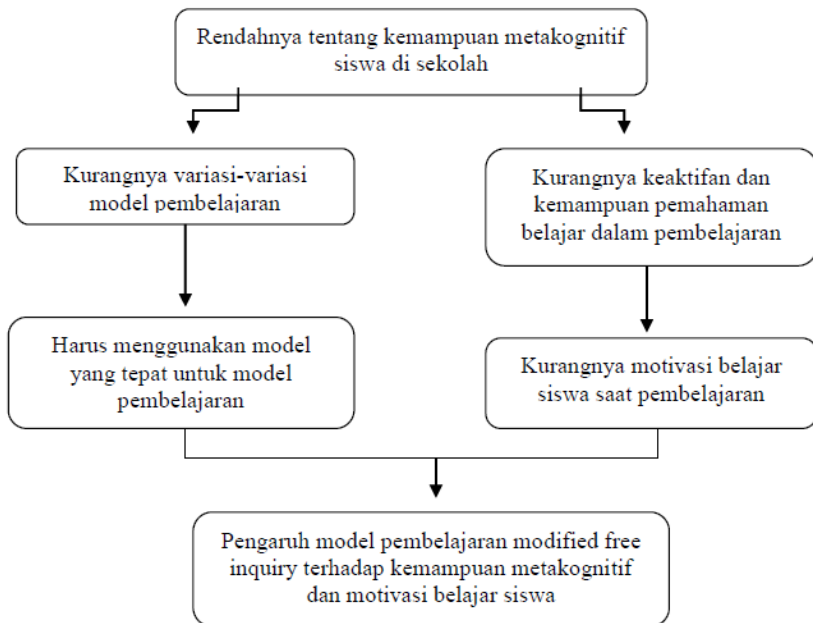 Rendahnya tentang kemampuan metakognitif
siswa di sekolah
Kurangnya variasi-variasi
model pembelajaran
Kurangnya keaktifan dan
kemampuan pemahaman
belajar dalam pembelajaran
Harus menggunakan model
yang tepat untuk model
pembelajaran
Kurangnya motivasi belajar
siswa saat pembelajaran
Pengaruh model pembelajaran modified free
inquiry terhadap kemampuan metakognitif
dan motivasi belajar siswa